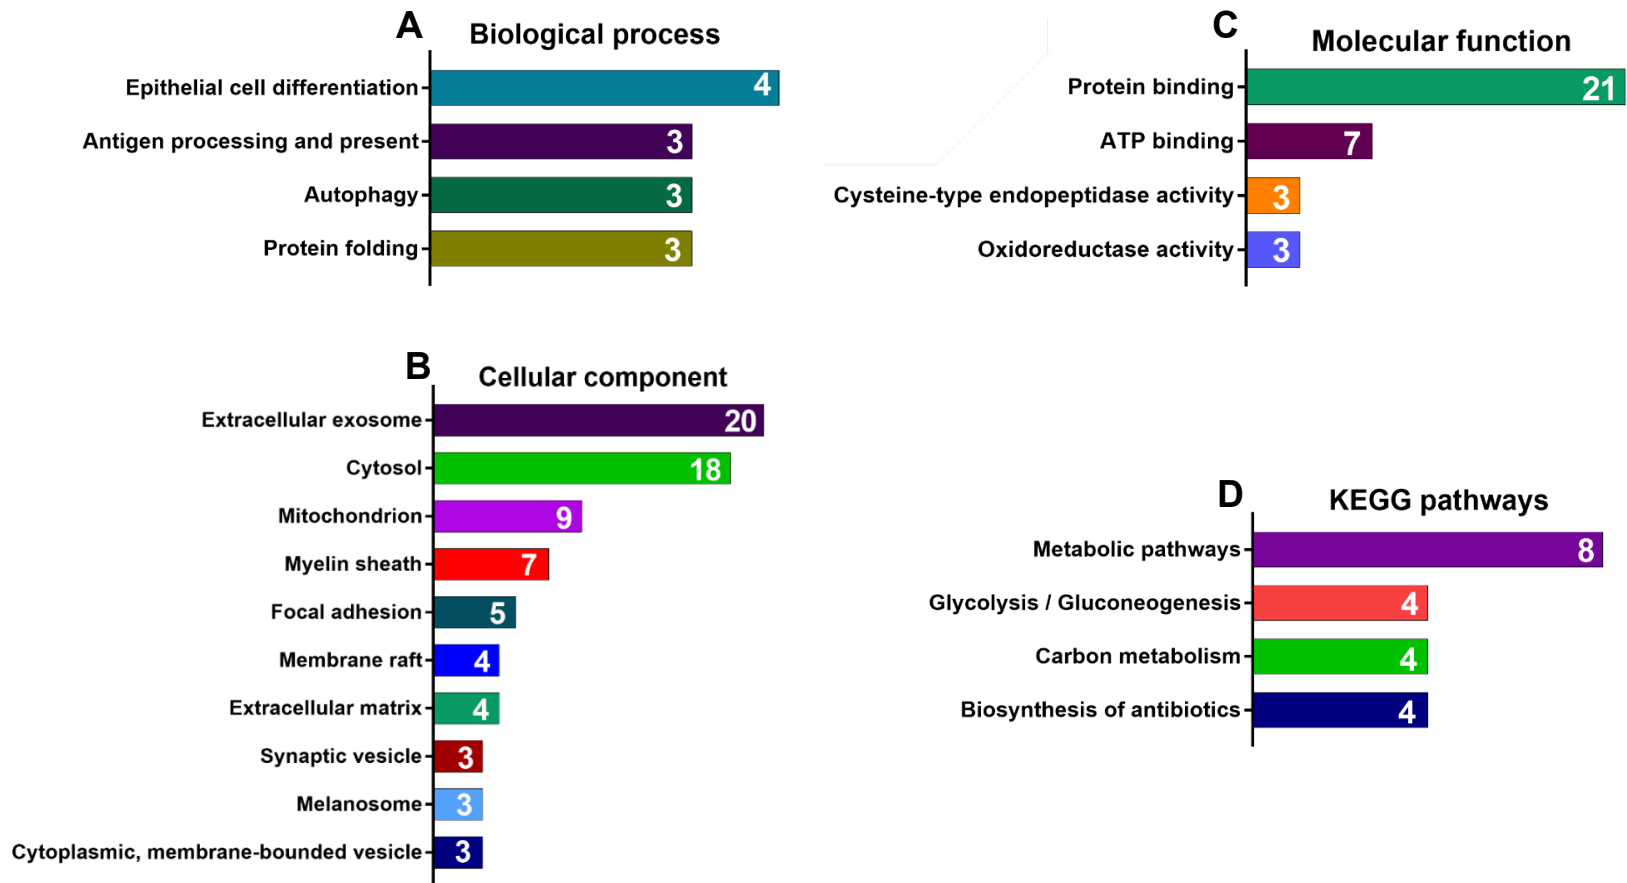 A
Biological process
Epithelial cell differentiation 4
Antigen processing and present 3
Autophagy 3
Protein folding 3
B
Cellular component
Extracellular exosome 20
Cytosol 18
Mitochondrion 9
Myelin sheath 7
Focal adhesion 5
Membrane raft 4
Extracellular matrix 4
Synaptic vesicle 3
Melanosome 3
Cytoplasmic, membrane-bounded vesicle 3
C
Molecular function
Protein binding 21
ATP binding 7
Cysteine-type endopeptidase activity 3
Oxidoreductase activity 3
D
KEGG pathways
Metabolic pathways 8
Glycolysis / Gluconeogenesis 4
Carbon metabolism 4
Biosynthesis of antibiotics 4